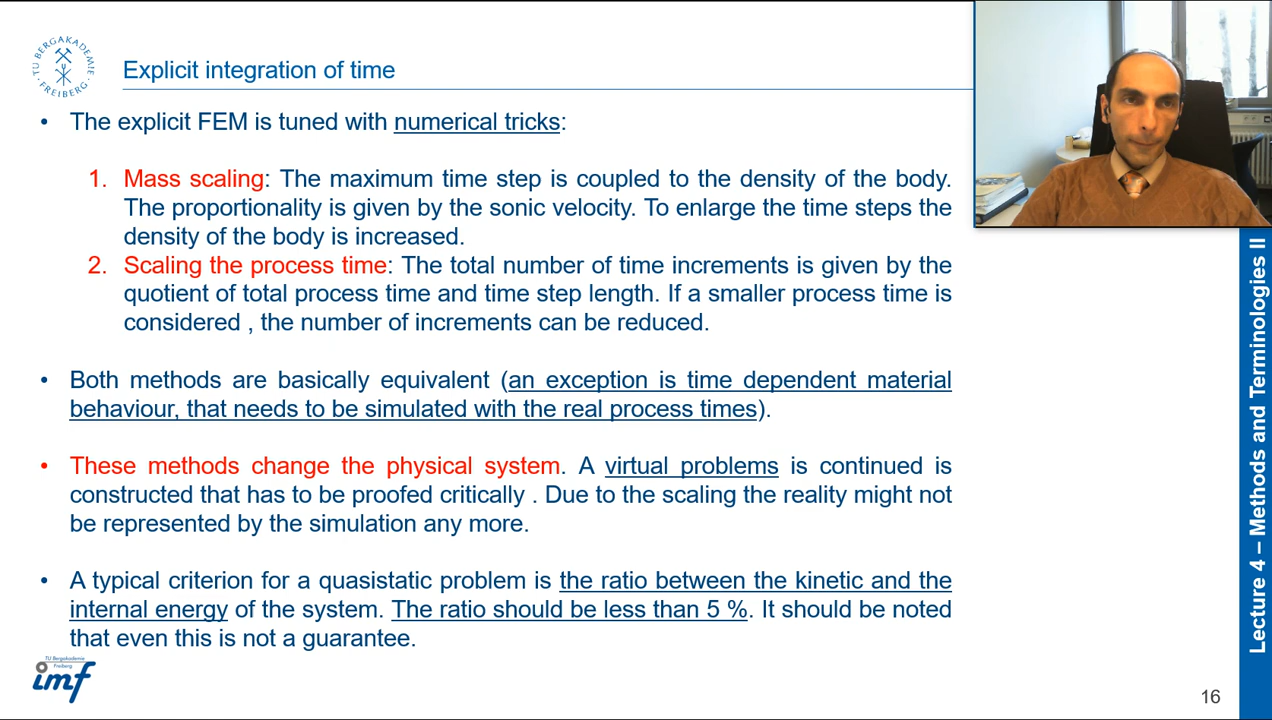 TU BERGAKADEMIE
FREIBERG
Explicit integration of time
• The explicit FEM is tuned with numerical tricks:
1. Mass scaling: The maximum time step is coupled to the density of the body.
The proportionality is given by the sonic velocity. To enlarge the time steps the
density of the body is increased.
2. Scaling the process time: The total number of time increments is given by the
quotient of total process time and time step length. If a smaller process time is
considered , the number of increments can be reduced.
• Both methods are basically equivalent (an exception is time dependent material
behaviour, that needs to be simulated with the real process times).
• These methods change the physical system. A virtual problems is continued is
constructed that has to be proofed critically . Due to the scaling the reality might not
be represented by the simulation any more.
• A typical criterion for a quasistatic problem is the ratio between the kinetic and the
internal energy of the system. The ratio should be less than 5 %. It should be noted
that even this is not a guarantee.
TU Bergakademie
Freiberg
imf
16
Lecture 4 – Methods and Terminologies II